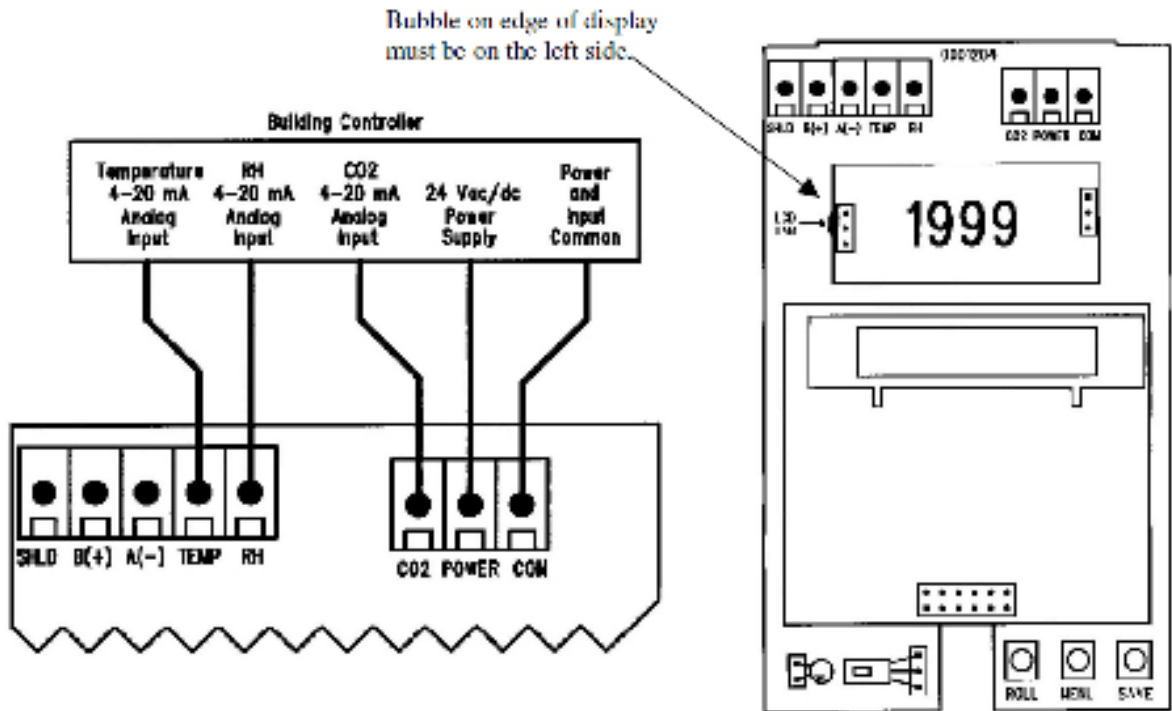 Bubble on edge of display
must be on the left side.
Building Controller
Temperature
4-20 mA
Analog
Input
RH
4-20 mA
Analog
Input
CO2
4-20 mA
Analog
Input
24 Vac/dc
Power
Supply
Power
and
Input
Common
SHLD B(+) A(-) TEMP RH
CO2 POWER COM
SHLD B(+) A(-) TEMP RH
CO2 POWER COM
LCD
1999
ROLL MENU SAVE